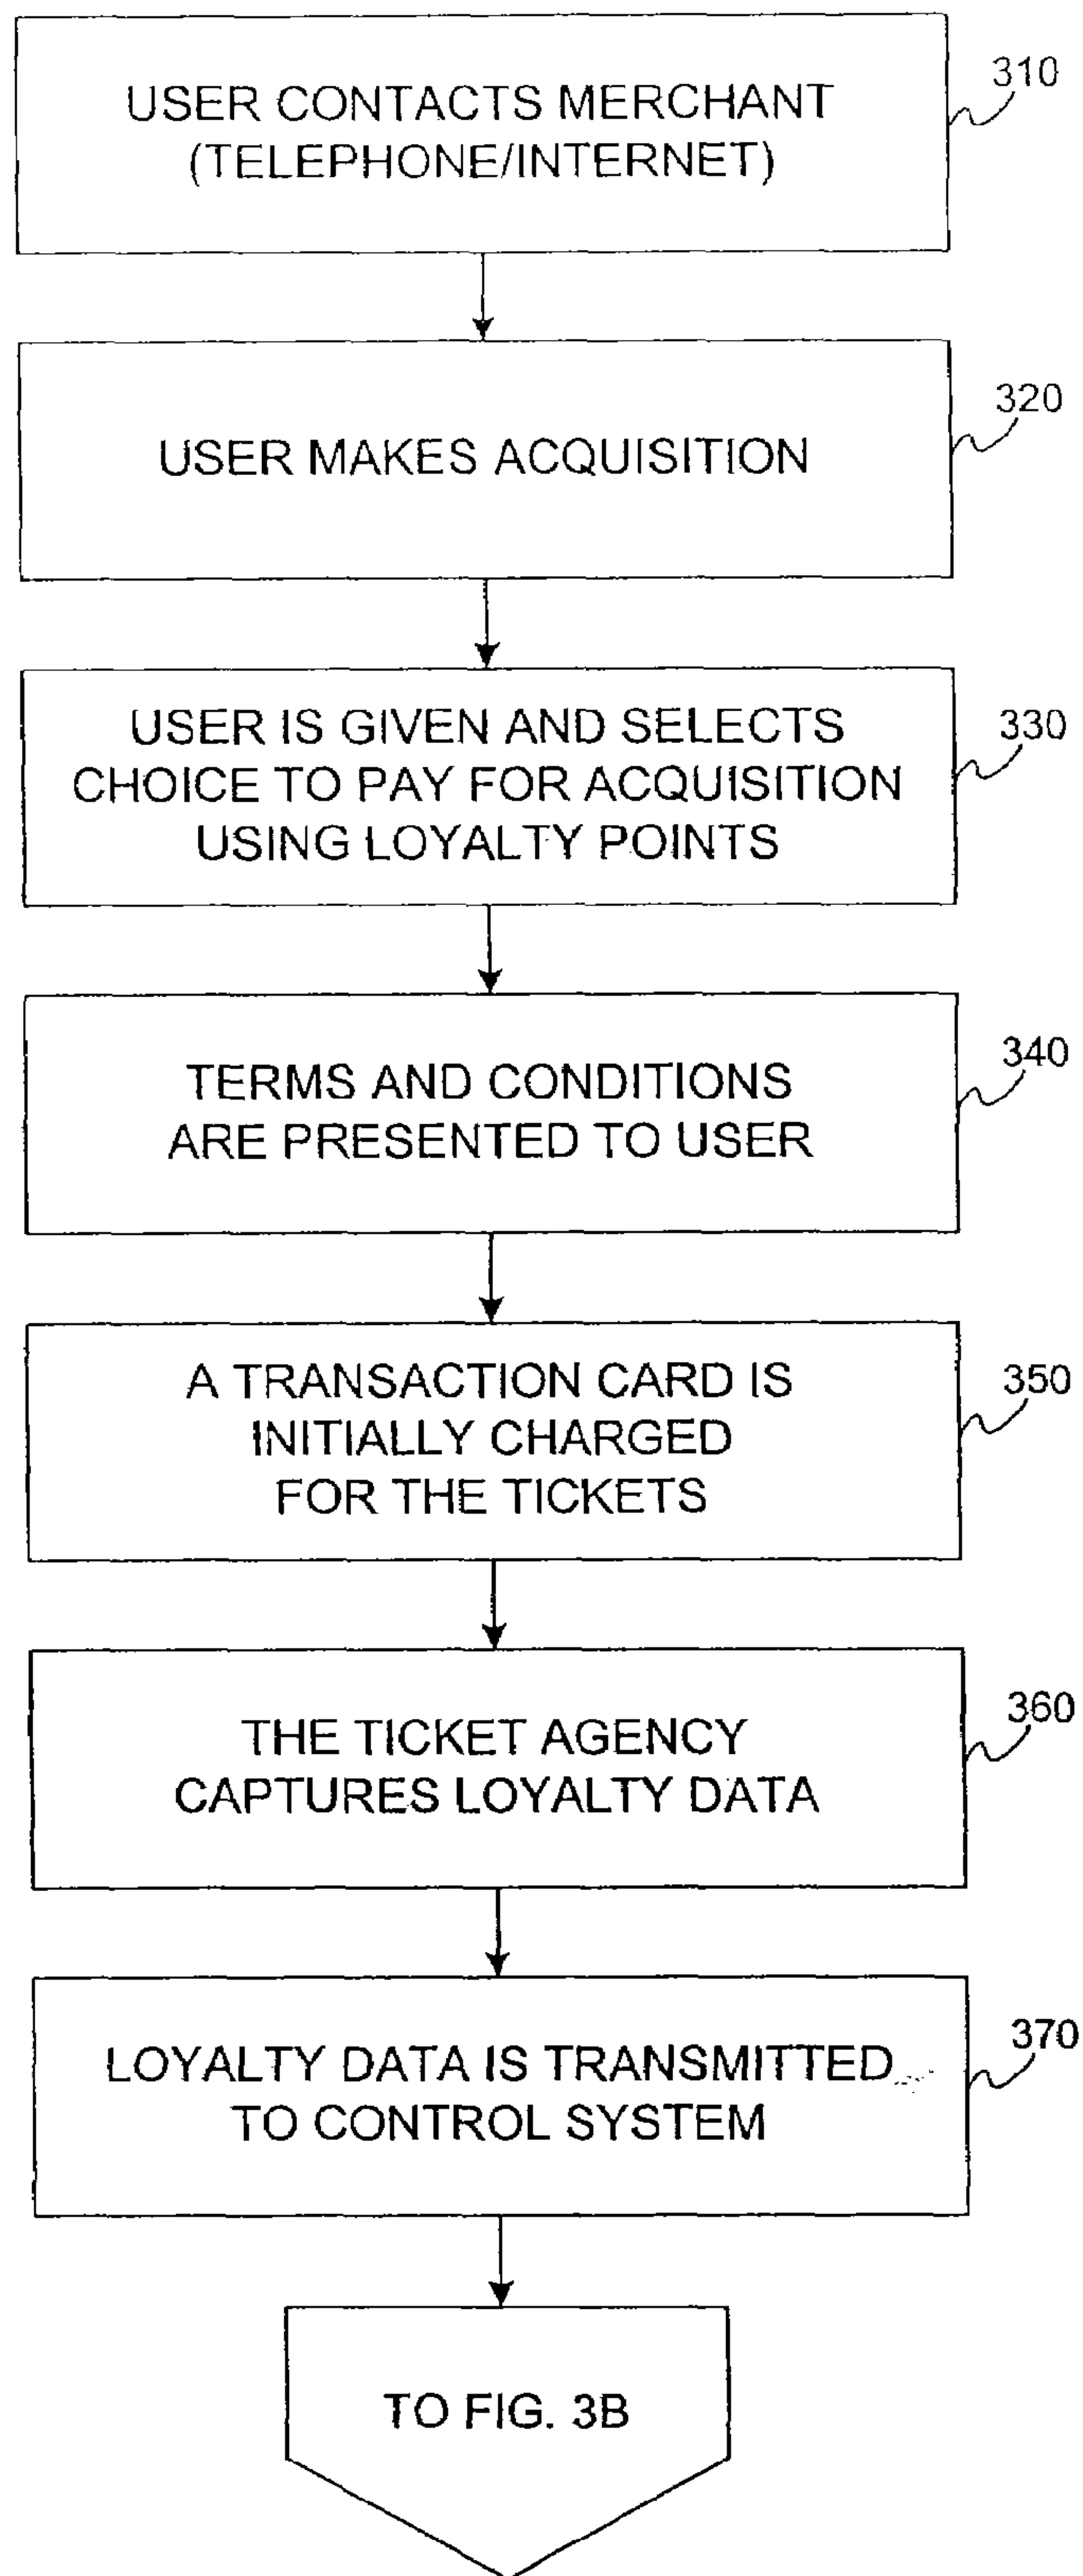 USER CONTACTS MERCHANT
(TELEPHONE/INTERNET)
310
USER MAKES ACQUISITION
320
USER IS GIVEN AND SELECTS
CHOICE TO PAY FOR ACQUISITION
USING LOYALTY POINTS
330
TERMS AND CONDITIONS
ARE PRESENTED TO USER
340
A TRANSACTION CARD IS
INITIALLY CHARGED
FOR THE TICKETS
350
THE TICKET AGENCY
CAPTURES LOYALTY DATA
360
LOYALTY DATA IS TRANSMITTED
TO CONTROL SYSTEM
370
TO FIG. 3B